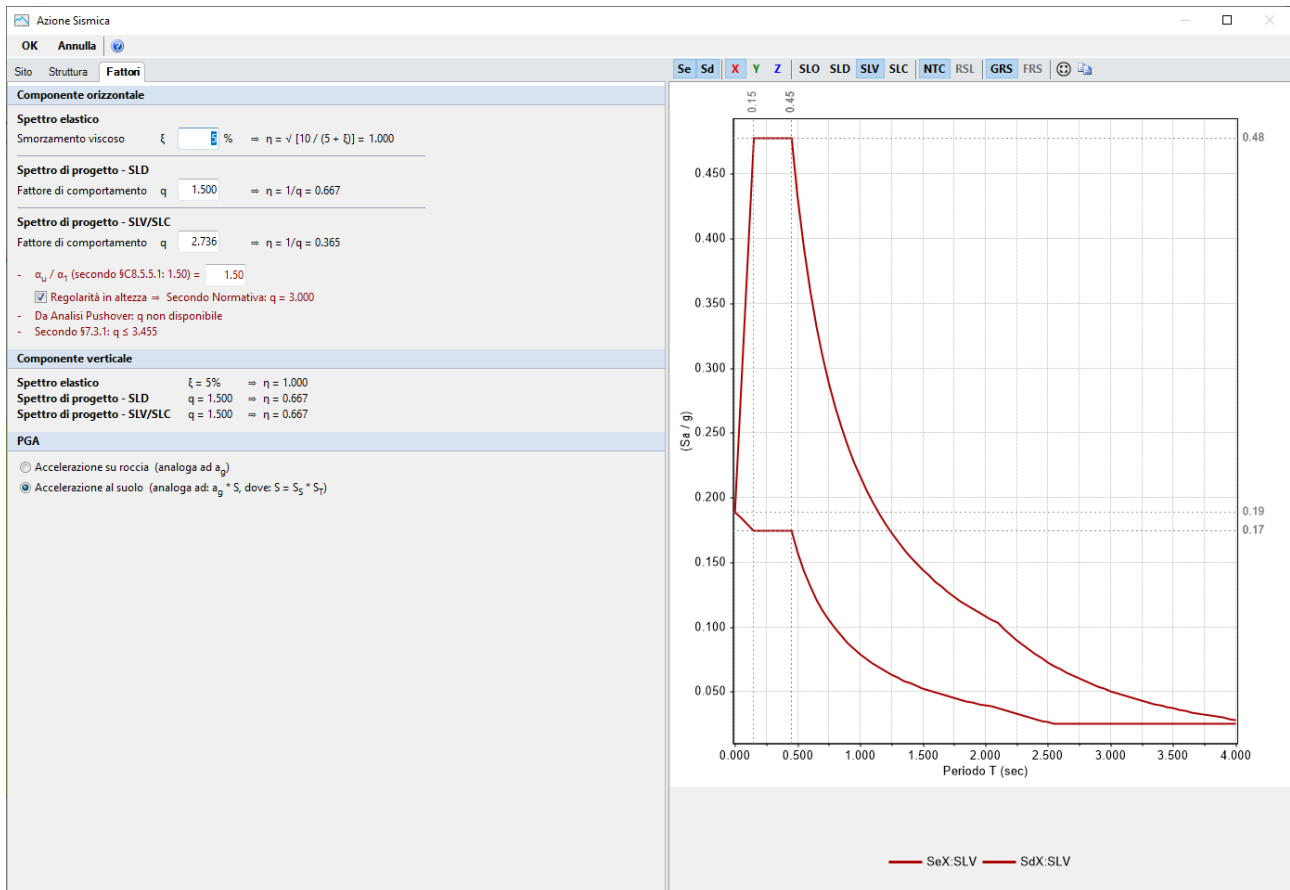 Azione Sismica
OK Annulla
Sito Struttura Fattori
Componente orizzontale
Spettro elastico
Smorzamento viscoso ξ 5 % ⇒ η = √ [10 / (5 + ξ)] = 1.000
Spettro di progetto - SLD
Fattore di comportamento q 1.500 ⇒ η = 1/q = 0.667
Spettro di progetto - SLV/SLC
Fattore di comportamento q 2.736 ⇒ η = 1/q = 0.365
- αu / α1 (secondo §C8.5.5.1: 1.50) = 1.50
Regolarità in altezza ⇒ Secondo Normativa: q = 3.000
- Da Analisi Pushover: q non disponibile
- Secondo §7.3.1: q ≤ 3.455
Componente verticale
Spettro elastico ξ = 5% ⇒ η = 1.000
Spettro di progetto - SLD q = 1.500 ⇒ η = 0.667
Spettro di progetto - SLV/SLC q = 1.500 ⇒ η = 0.667
PGA
Accelerazione su roccia (analoga ad ag)
Accelerazione al suolo (analoga ad: ag * S, dove: S = SS * ST)
Se Sd X Y Z SLO SLD SLV SLC NTC RSL GRS FRS
0.15 0.45
0.48
0.450
0.400
0.350
0.300
0.250
0.200
0.19
0.17
0.150
0.100
0.050
(Sa / g)
0.000 0.500 1.000 1.500 2.000 2.500 3.000 3.500 4.000
Periodo T (sec)
SeX:SLV SdX:SLV